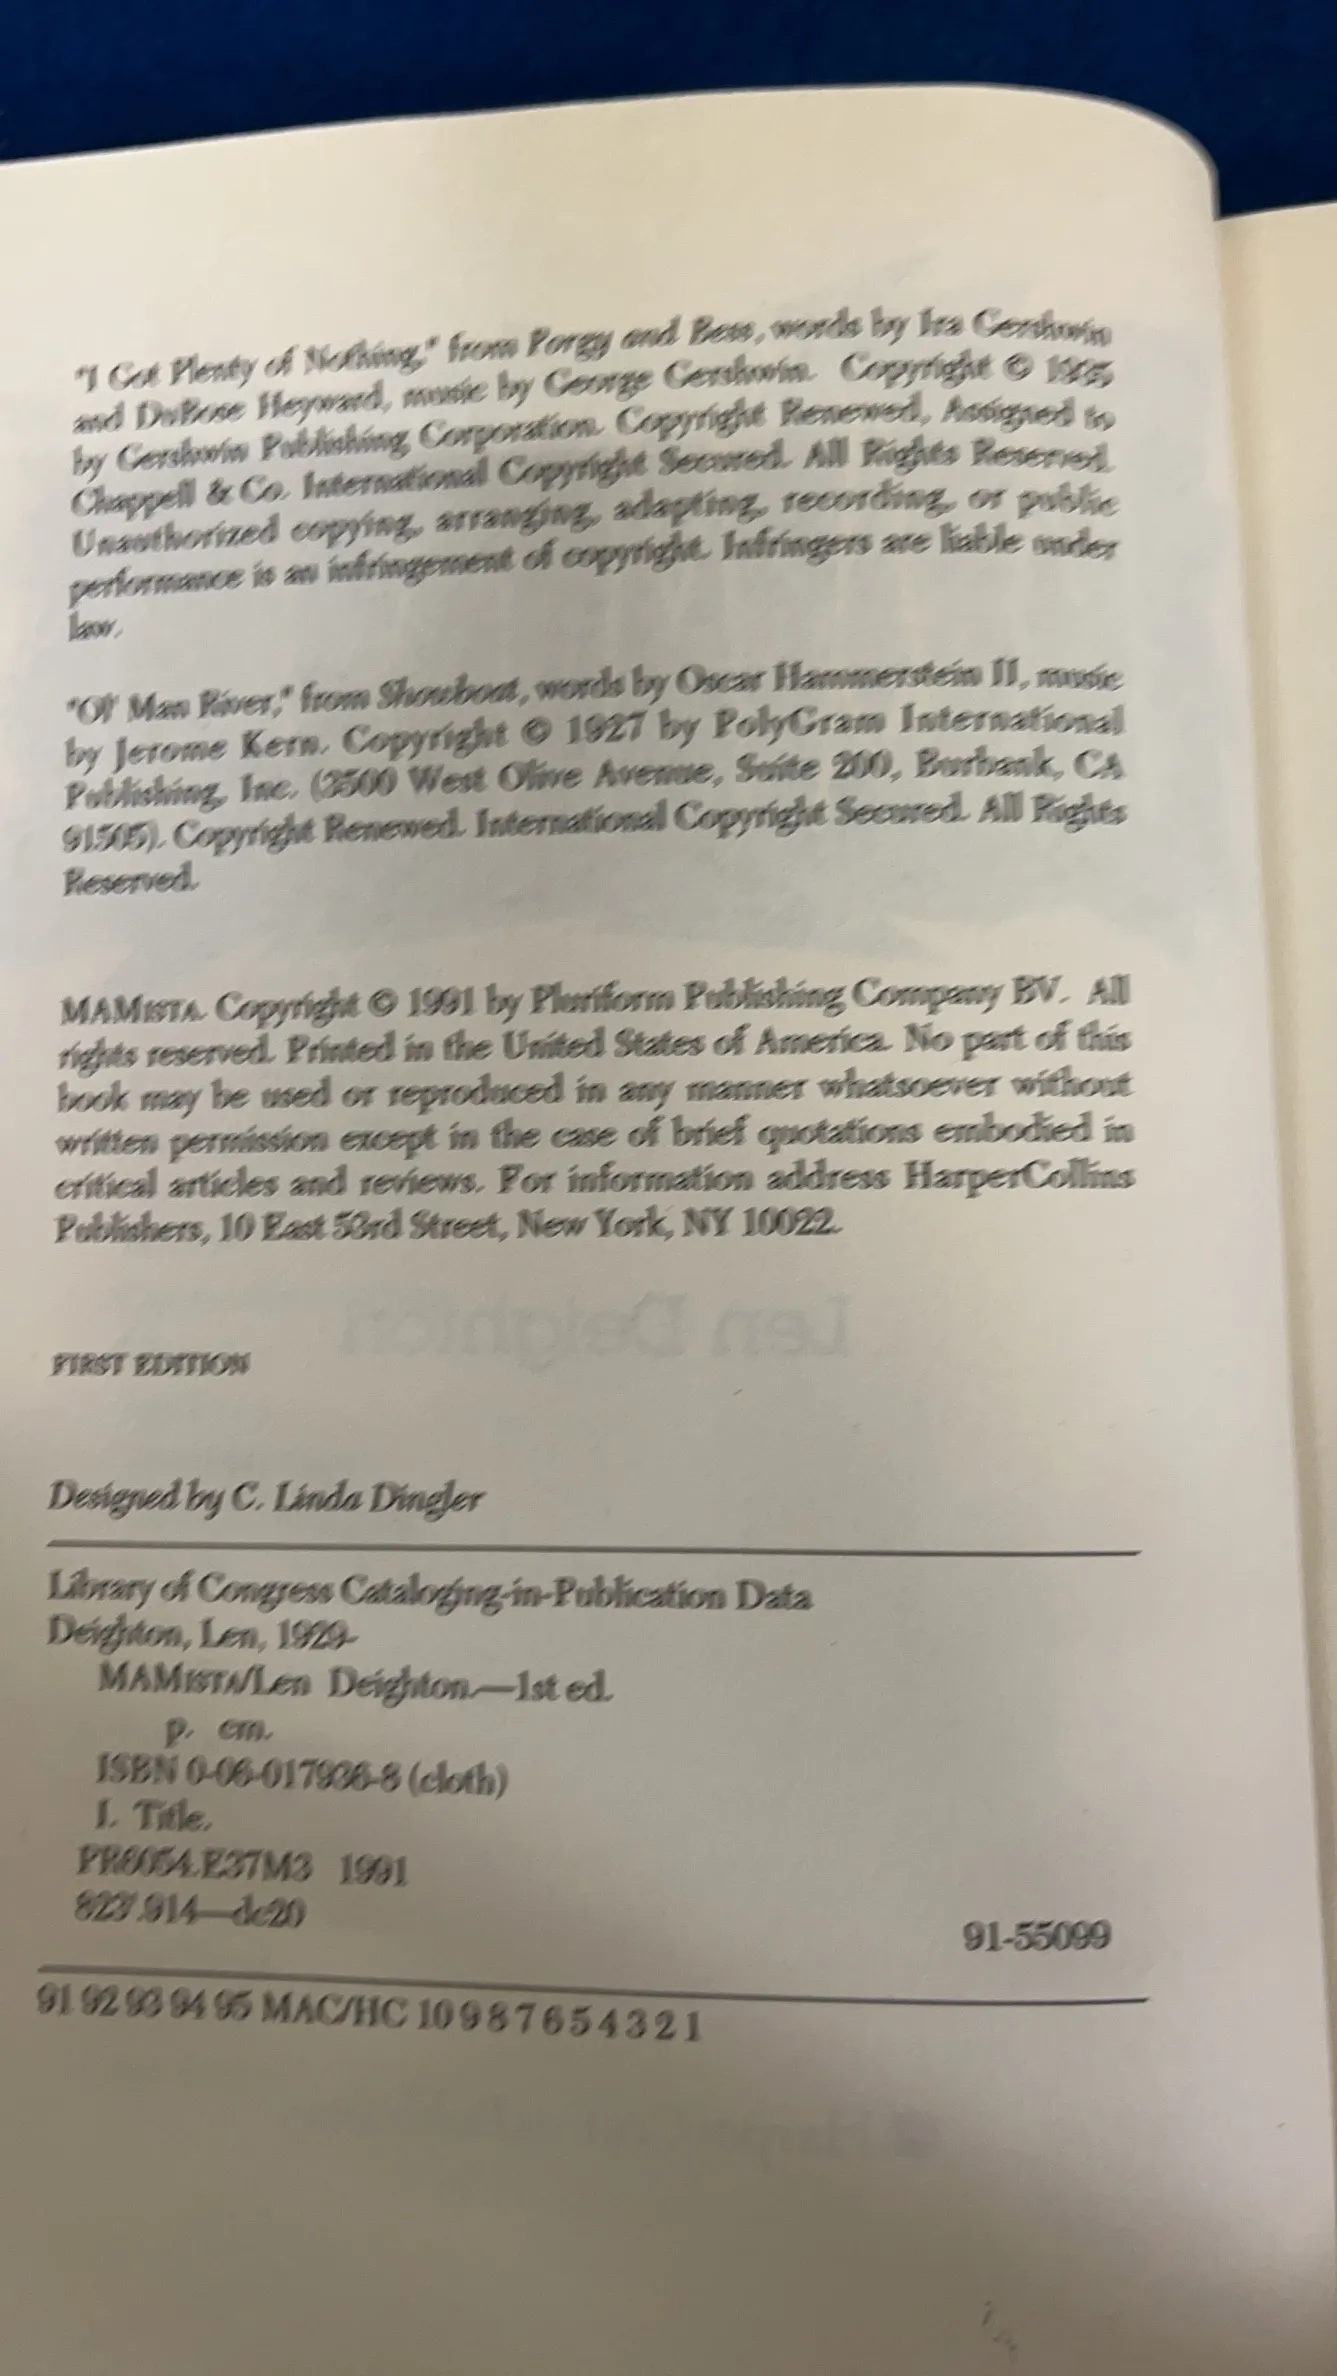 "I Got Plenty of Nothing," from Porgy and Bess, words by Ira Gershwin
and DuBose Heyward, music by George Gershwin. Copyright ©
by Gershwin Publishing Corporation. Copyright Renewed, Assigned to
Chappell & Co. International Copyright Secured. All Rights Reserved.
Unauthorized copying, arranging, adapting, recording, or public
performance is an infringement of copyright. Infringers are liable under
law.
"Ol' Man River," from Showboat, words by Oscar Hammerstein II, music
by Jerome Kern. Copyright © 1927 by PolyGram International
Publishing, Inc. (3500 West Olive Avenue, Suite 200, Burbank, CA
91505). Copyright Renewed. International Copyright Secured. All Rights
Reserved.
MAMISTA. Copyright © 1991 by Pluriform Publishing Company BV. All
rights reserved. Printed in the United States of America. No part of this
book may be used or reproduced in any manner whatsoever without
written permission except in the case of brief quotations embodied in
critical articles and reviews. For information address HarperCollins
Publishers, 10 East 53rd Street, New York, NY 10022.
Len Deighton
FIRST EDITION
Designed by C. Linda Dingler
Library of Congress Cataloging-in-Publication Data
Deighton, Len, 1929-
MAMISTA/Len Deighton.—1st ed.
p. cm.
ISBN 0-06-017936-8 (cloth)
I. Title.
PR6054.E37M3 1991
823'.914—dc20
91-55099
91 92 93 94 95 MAC/HC 10 9 8 7 6 5 4 3 2 1